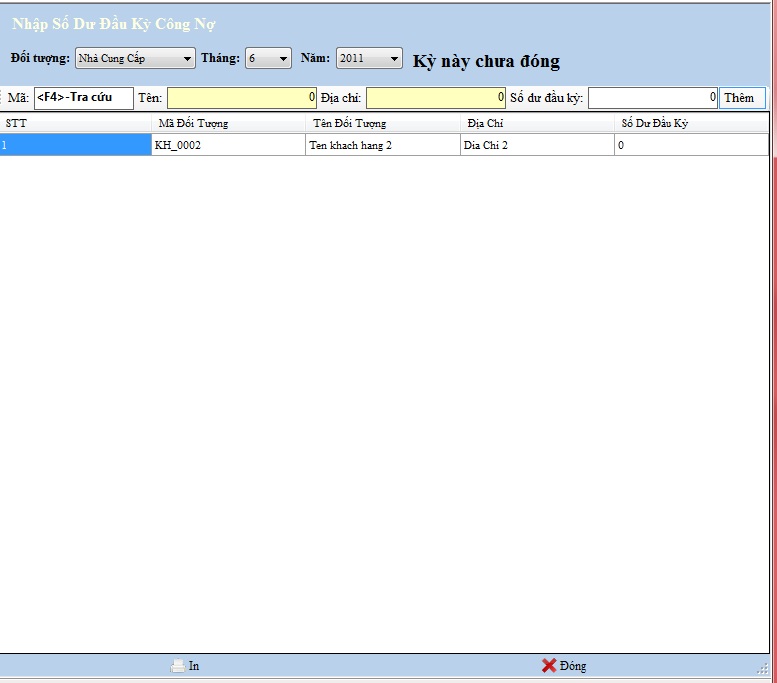 Nhập Số Dư Đầu Kỳ Công Nợ
Đối tượng: Nhà Cung Cấp Tháng: 6 Năm: 2011 Kỳ này chưa đóng
Mã: <F4>-Tra cứu Tên: 0 Địa chỉ: 0 Số dư đầu kỳ: 0 Thêm
STT Mã Đối Tượng Tên Đối Tượng Địa Chỉ Số Dư Đầu Kỳ
1 KH_0002 Ten khach hang 2 Dia Chi 2 0
In Đóng